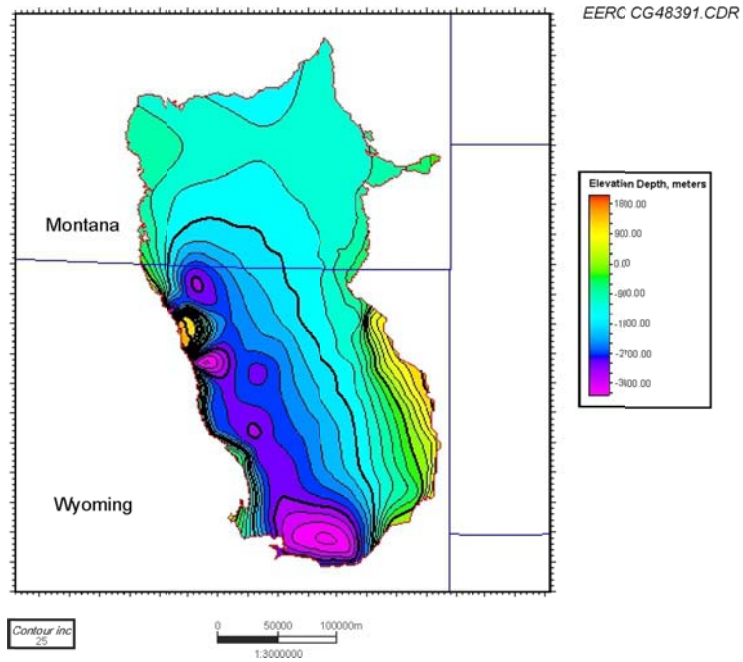 EERC CG48391.CDR
Montana
Wyoming
Elevation Depth, meters
1800.00
900.00
0.00
-900.00
-1800.00
-2700.00
-3600.00
Contour inc
25
0 50000 100000m
1:3000000